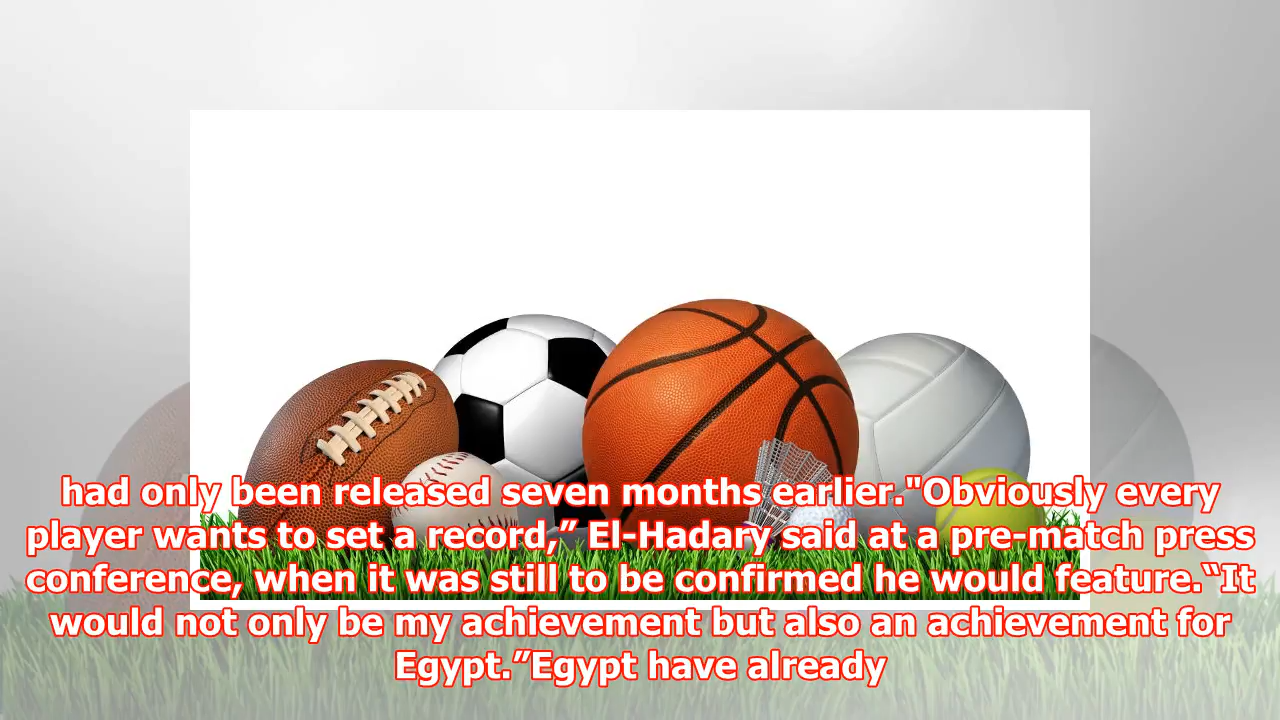 had only been released seven months earlier."Obviously every
player wants to set a record,” El-Hadary said at a pre-match press
conference, when it was still to be confirmed he would feature.“It
would not only be my achievement but also an achievement for
Egypt.”Egypt have already